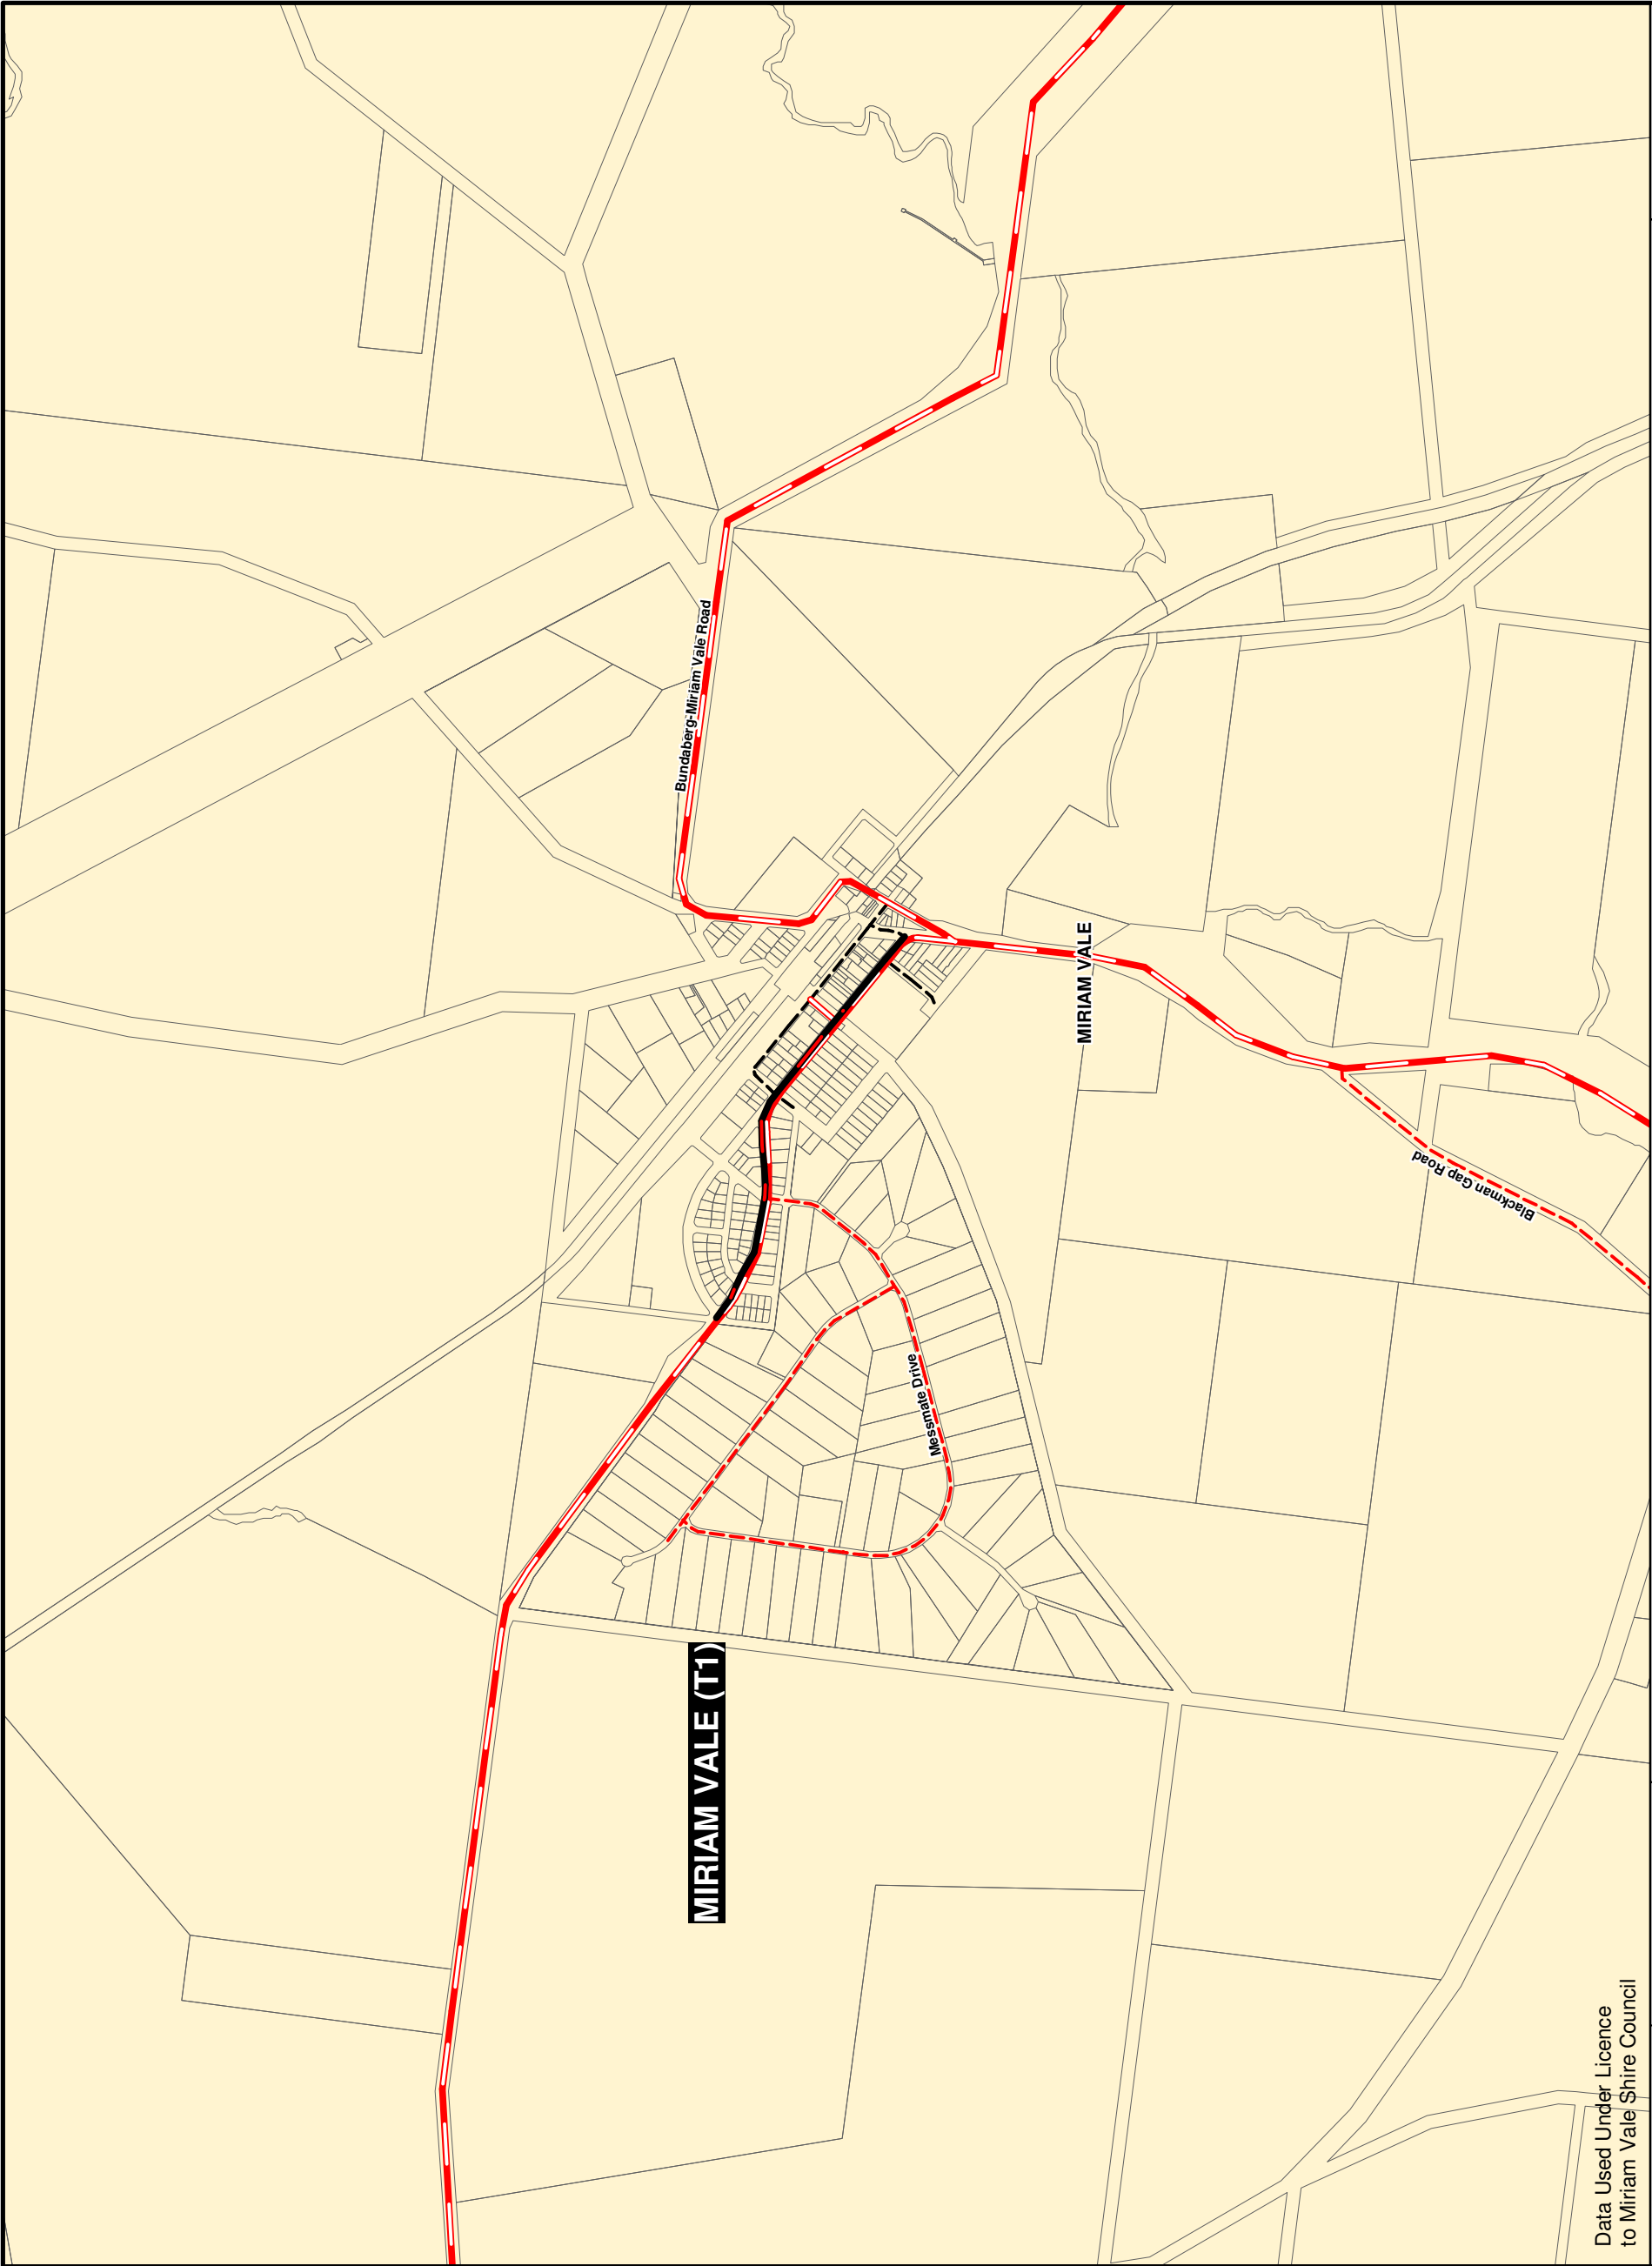 Bundaberg-Miriam Vale Road
MIRIAM VALE
Blackman Gap Road
Messmate Drive
MIRIAM VALE (T1)
Data Used Under Licence
to Miriam Vale Shire Council